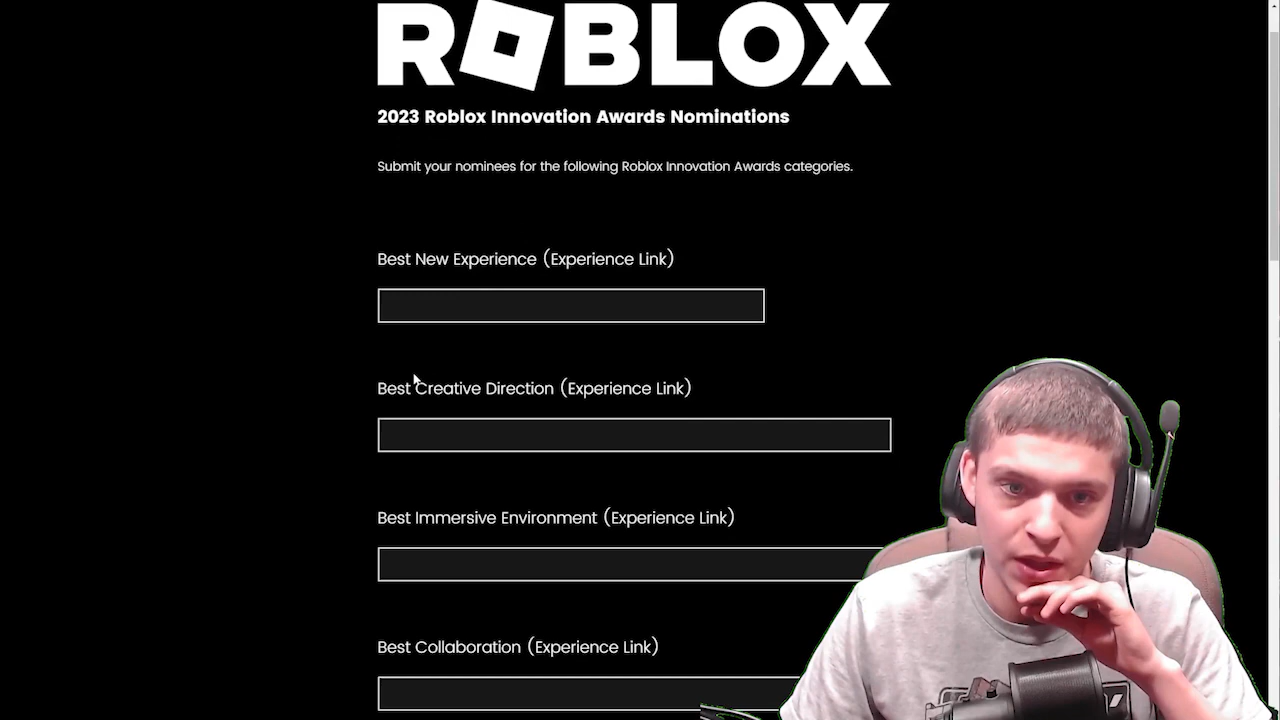 ROBLOX
2023 Roblox Innovation Awards Nominations
Submit your nominees for the following Roblox Innovation Awards categories.
Best New Experience (Experience Link)
Best Creative Direction (Experience Link)
Best Immersive Environment (Experience Link)
Best Collaboration (Experience Link)